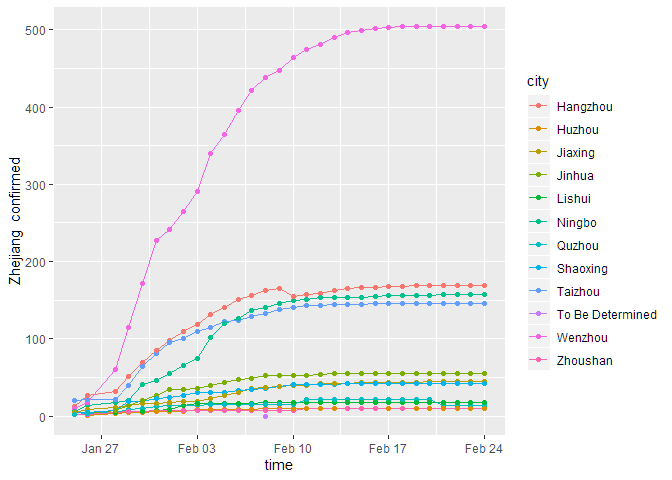 500
400
300
200
100
0
Zhejiang confirmed
Jan 27
Feb 03
Feb 10
Feb 17
Feb 24
time
city
Hangzhou
Huzhou
Jiaxing
Jinhua
Lishui
Ningbo
Quzhou
Shaoxing
Taizhou
To Be Determined
Wenzhou
Zhoushan